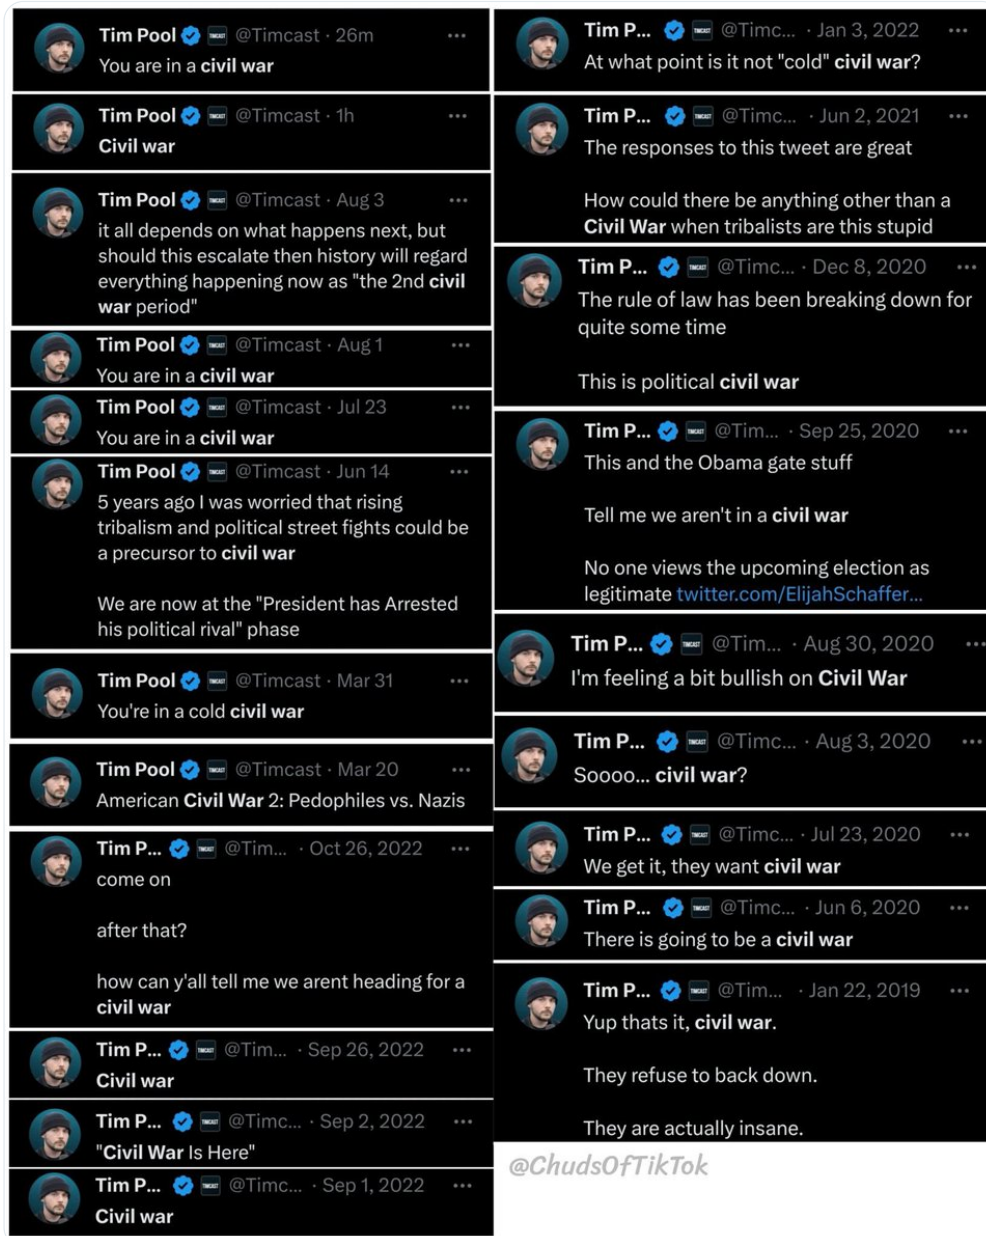 Tim Pool @Timcast · 26m
You are in a civil war
Tim Pool @Timcast · 1h
Civil war
Tim Pool @Timcast · Aug 3
it all depends on what happens next, but
should this escalate then history will regard
everything happening now as "the 2nd civil
war period"
Tim Pool @Timcast · Aug 1
You are in a civil war
Tim Pool @Timcast · Jul 23
You are in a civil war
Tim Pool @Timcast · Jun 14
5 years ago I was worried that rising
tribalism and political street fights could be
a precursor to civil war
We are now at the "President has Arrested
his political rival" phase
Tim Pool @Timcast · Mar 31
You're in a cold civil war
Tim Pool @Timcast · Mar 20
American Civil War 2: Pedophiles vs. Nazis
Tim P... @Tim... · Oct 26, 2022
come on
after that?
how can y'all tell me we arent heading for a
civil war
Tim P... @Tim... · Sep 26, 2022
Civil war
Tim P... @Timc... · Sep 2, 2022
"Civil War Is Here"
Tim P... @Timc... · Sep 1, 2022
Civil war
Tim P... @Timc... · Jan 3, 2022
At what point is it not "cold" civil war?
Tim P... @Timc... · Jun 2, 2021
The responses to this tweet are great
How could there be anything other than a
Civil War when tribalists are this stupid
Tim P... @Timc... · Dec 8, 2020
The rule of law has been breaking down for
quite some time
This is political civil war
Tim P... @Tim... · Sep 25, 2020
This and the Obama gate stuff
Tell me we aren't in a civil war
No one views the upcoming election as
legitimate twitter.com/ElijahSchaffer...
Tim P... @Tim... · Aug 30, 2020
I'm feeling a bit bullish on Civil War
Tim P... @Timc... · Aug 3, 2020
Soooo... civil war?
Tim P... @Timc... · Jul 23, 2020
We get it, they want civil war
Tim P... @Timc... · Jun 6, 2020
There is going to be a civil war
Tim P... @Tim... · Jan 22, 2019
Yup thats it, civil war.
They refuse to back down.
They are actually insane.
@ChudsOfTikTok